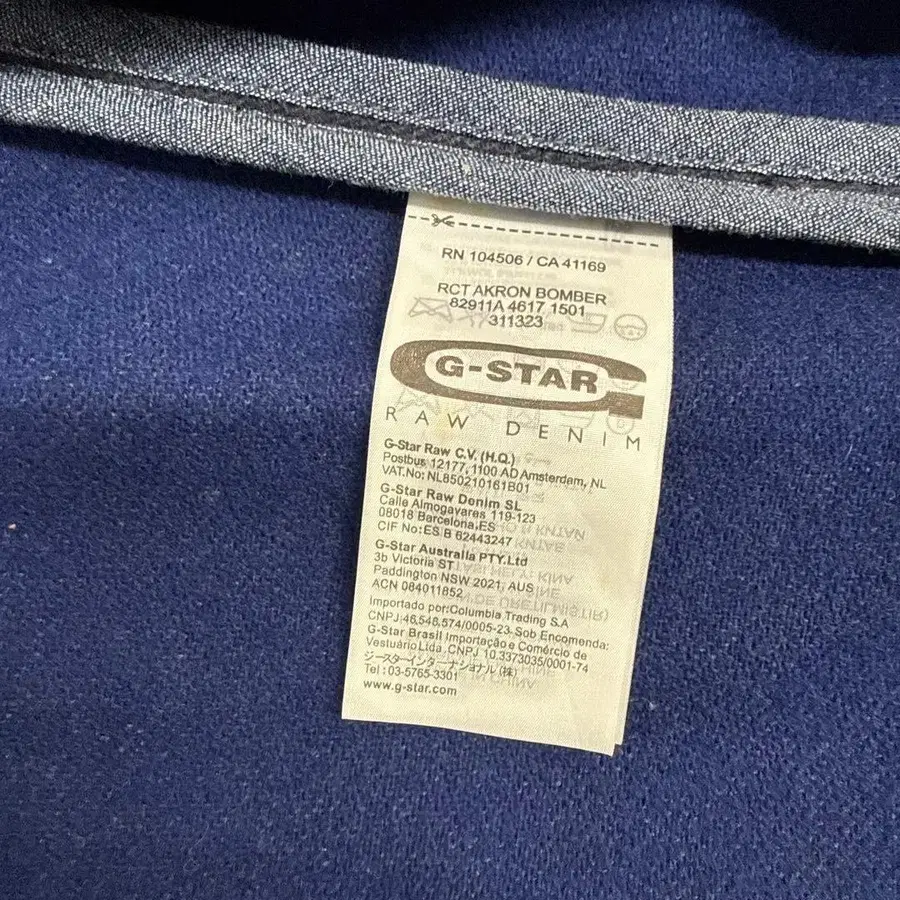 RN 104506 / CA 41169
RCT AKRON BOMBER
82911A 4617 1501
311323
G-STAR
RAW DENIM
G-Star Raw C.V. (H.Q.)
Postbus 12177, 1100 AD Amsterdam, NL
VAT.No: NL850210161B01
G-Star Raw Denim SL
Calle Almogavares 119-123
08018 Barcelona,ES
CIF No:ES B 62443247
G-Star Australia PTY.Ltd
3b Victoria ST
Paddington NSW 2021, AUS
ACN 084011852
Importado por:Columbia Trading S.A
CNPJ:46.548.574/0005-23 Sob Encomenda:
G-Star Brasil Importação e Comércio de
Vestuário Ltda. CNPJ 10.3373035/0001-74
ジースターインターナショナル (株)
Tel : 03-5765-3301
www.g-star.com